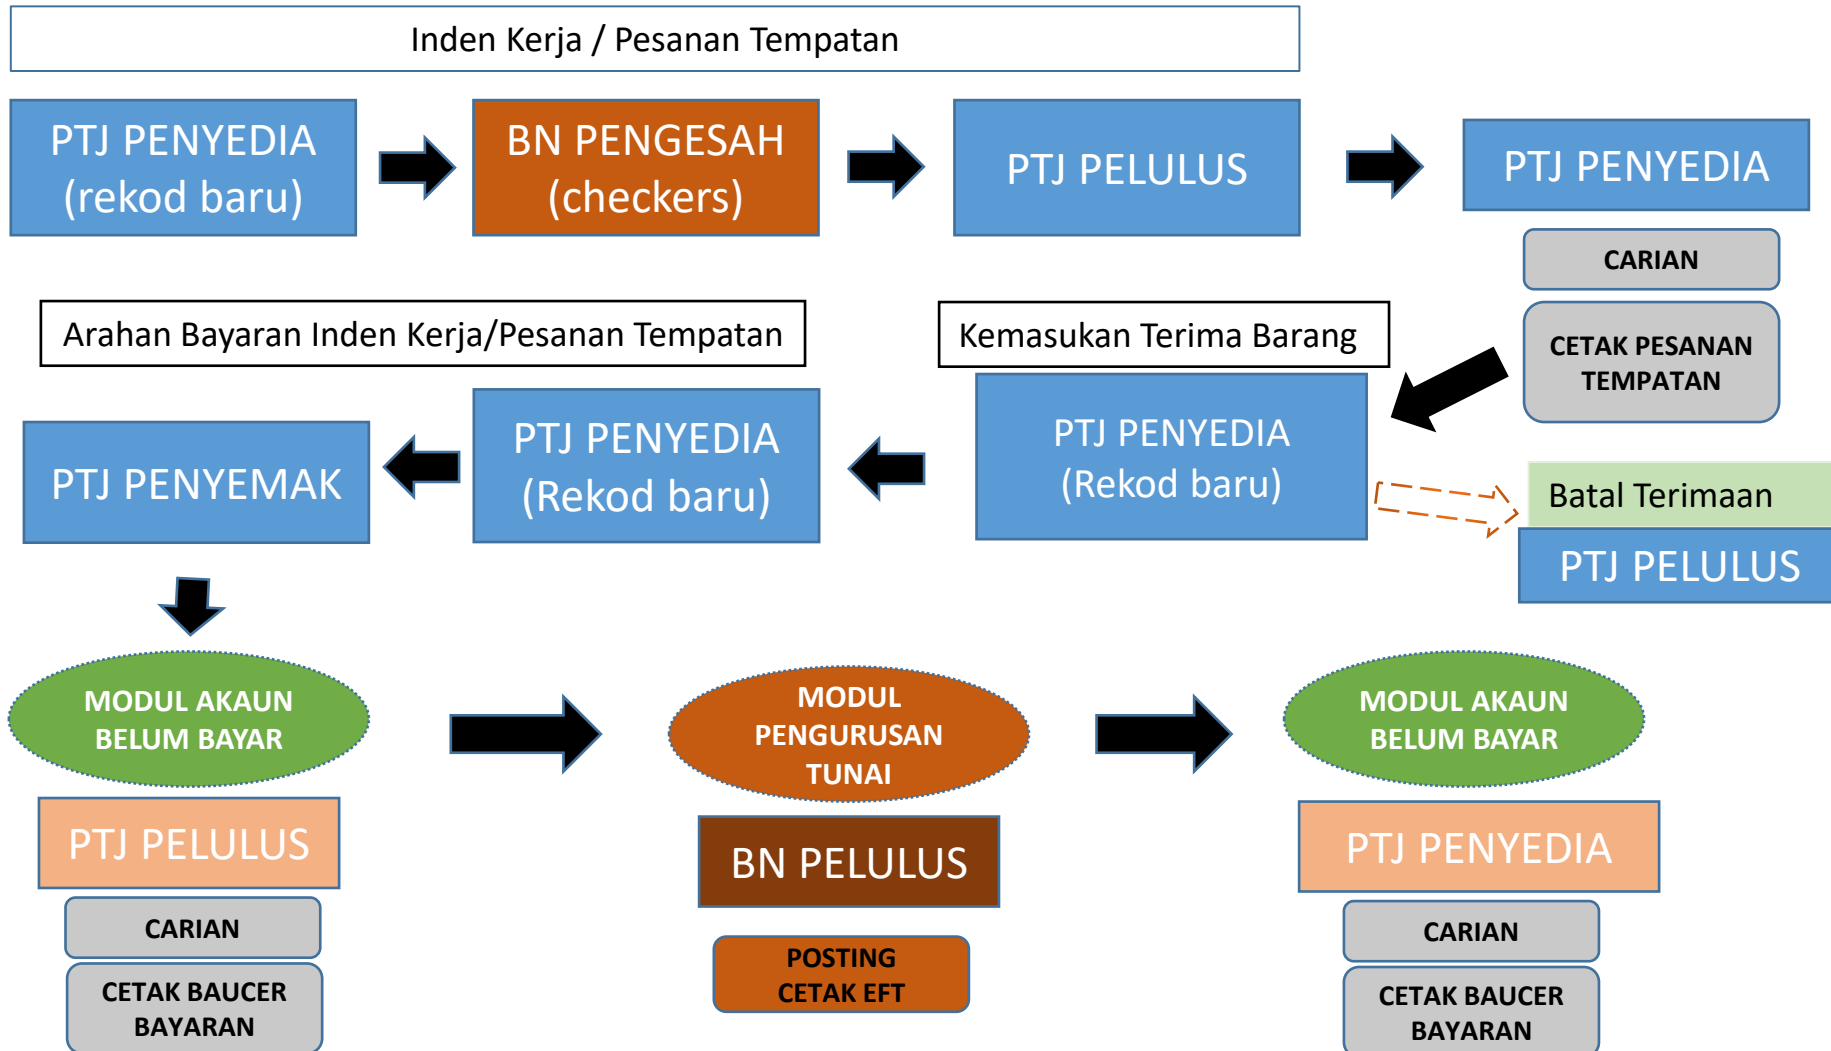 Inden Kerja / Pesanan Tempatan
PTJ PENYEDIA
(rekod baru)
BN PENGESAH
(checkers)
PTJ PELULUS
PTJ PENYEDIA
CARIAN
CETAK PESANAN
TEMPATAN
Arahan Bayaran Inden Kerja/Pesanan Tempatan
Kemasukan Terima Barang
PTJ PENYEMAK
PTJ PENYEDIA
(Rekod baru)
PTJ PENYEDIA
(Rekod baru)
Batal Terimaan
PTJ PELULUS
MODUL AKAUN
BELUM BAYAR
MODUL
PENGURUSAN
TUNAI
MODUL AKAUN
BELUM BAYAR
PTJ PELULUS
BN PELULUS
PTJ PENYEDIA
CARIAN
CETAK BAUCER
BAYARAN
POSTING
CETAK EFT
CARIAN
CETAK BAUCER
BAYARAN